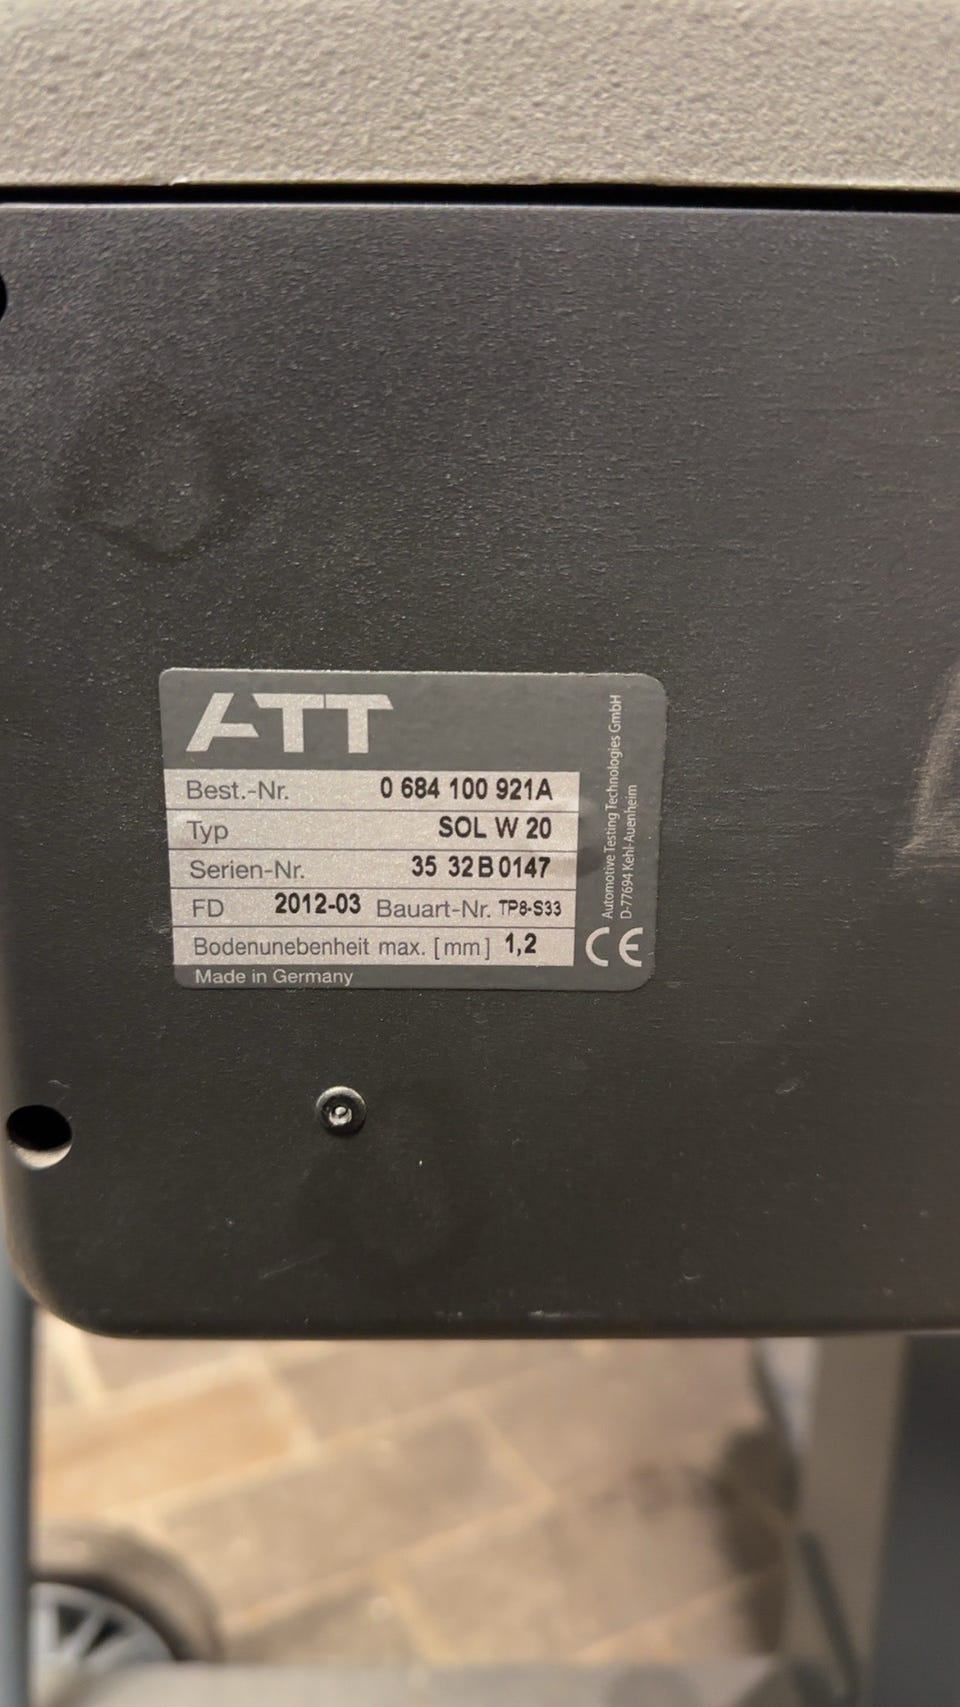 ATT
Best.-Nr. 0 684 100 921A
Typ SOL W 20
Serien-Nr. 35 32 B 0147
FD 2012-03 Bauart-Nr. TP8-S33
Bodenunebenheit max. [mm] 1,2
Made in Germany
Automotive Testing Technologies GmbH
D-77694 Kehl-Auenheim
CE